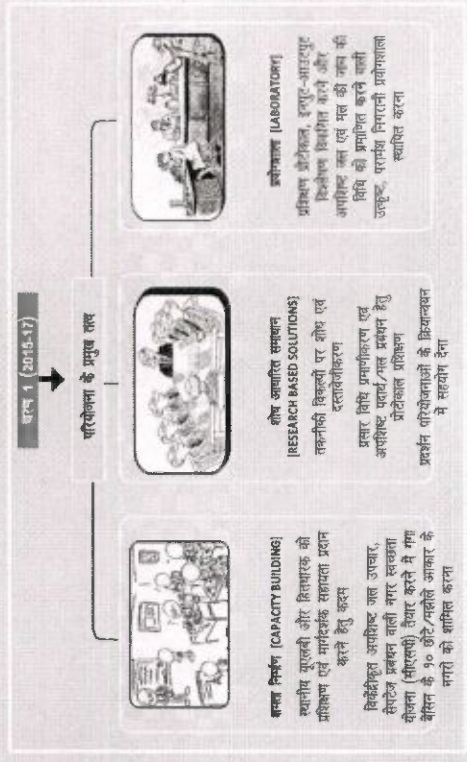 चरण 1 (2015-17)
परियोजना के प्रमुख तत्व
क्षमता निर्माण [CAPACITY BUILDING]
स्थानीय यूएलबी और हितधारक को
प्रशिक्षण एवं मार्गदर्शक सहायता प्रदान
करने हेतु कदम
विकेंद्रीकृत अपशिष्ट जल उपचार,
सेपटेज प्रबंधन वाली नगर स्वच्छता
योजना (सीएसपी) तैयार करने में गंगा
बेसिन के १० छोटे/मझौले आकार के
नगरों को शामिल करना
शोध आधारित समाधान
[RESEARCH BASED SOLUTIONS]
तकनीकी विकल्पों पर शोध एवं
दस्तावेजीकरण
प्रसार विधि प्रमाणीकरण एवं
अपशिष्ट पदार्थ/मल प्रबंधन हेतु
प्रोटोकाल प्रशिक्षण
प्रदर्शन परियोजनाओं के क्रियान्वयन
में सहयोग देना
प्रयोगशाला [LABORATORY]
प्रशिक्षण प्रोटोकाल, इनपुट-आउटपुट
विश्लेषण विकसित करने और
अपशिष्ट जल एवं मल की जांच की
विधि को प्रमाणित करने वाली
उत्कृष्ट, परामर्श निगरानी प्रयोगशाला
स्थापित करना